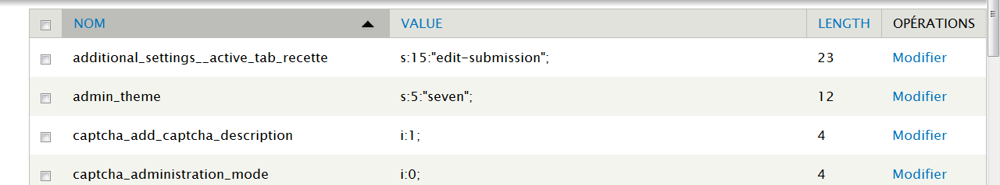 NOM VALUE LENGTH OPÉRATIONS
additional_settings__active_tab_recette s:15:"edit-submission"; 23 Modifier
admin_theme s:5:"seven"; 12 Modifier
captcha_add_captcha_description i:1; 4 Modifier
captcha_administration_mode i:0; 4 Modifier